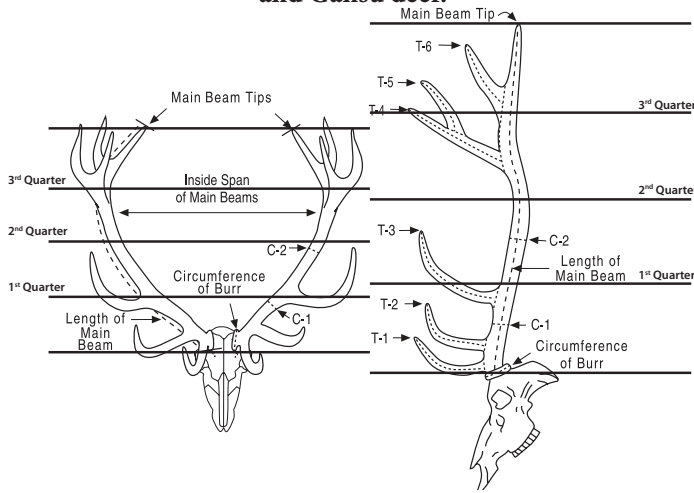 and Gansu deer.
Main Beam Tips
3rd Quarter
Inside Span
of Main Beams
2nd Quarter
C-2
Circumference
of Burr
1st Quarter
C-1
Length of
Main
Beam
Main Beam Tip
T-6
T-5
T-4
3rd Quarter
2nd Quarter
T-3
C-2
Length of
Main Beam
1st Quarter
T-2
C-1
T-1
Circumference
of Burr